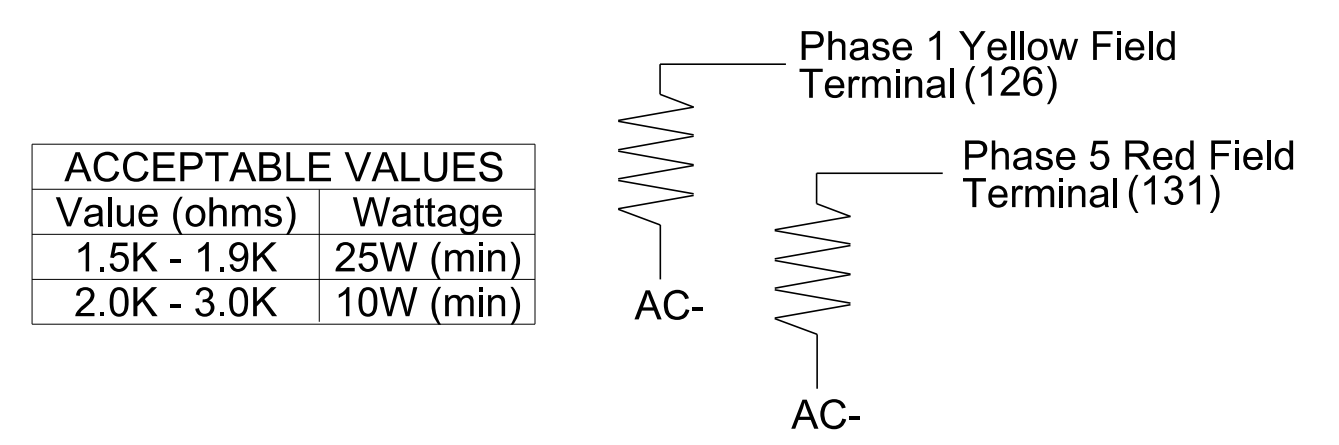 ACCEPTABLE VALUES
Value (ohms) Wattage
1.5K - 1.9K 25W (min)
2.0K - 3.0K 10W (min)
Phase 1 Yellow Field
Terminal (126)
AC-
Phase 5 Red Field
Terminal (131)
AC-